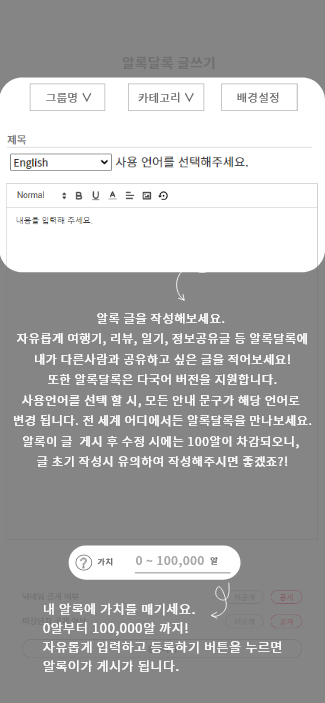 알록달록 글쓰기
그룹명 ∨ 카테고리 ∨ 배경설정
제목
English 사용 언어를 선택해주세요.
Normal B U A
내용을 입력해 주세요.
알록 글을 작성해보세요.
자유롭게 여행기, 리뷰, 일기, 정보공유글 등 알록달록에
내가 다른사람과 공유하고 싶은 글을 적어보세요!
또한 알록달록은 다국어 버전을 지원합니다.
사용언어를 선택 할 시, 모든 안내 문구가 해당 언어로
변경 됩니다. 전 세계 어디에서든 알록달록을 만나보세요.
알록이 글 게시 후 수정 시에는 100알이 차감되오니,
글 초기 작성시 유의하여 작성해주시면 좋겠죠?!
? 가치 0 ~ 100,000 알
공개
내 알록에 가치를 매기세요.
0알부터 100,000알 까지!
자유롭게 입력하고 등록하기 버튼을 누르면
알록이가 게시가 됩니다.